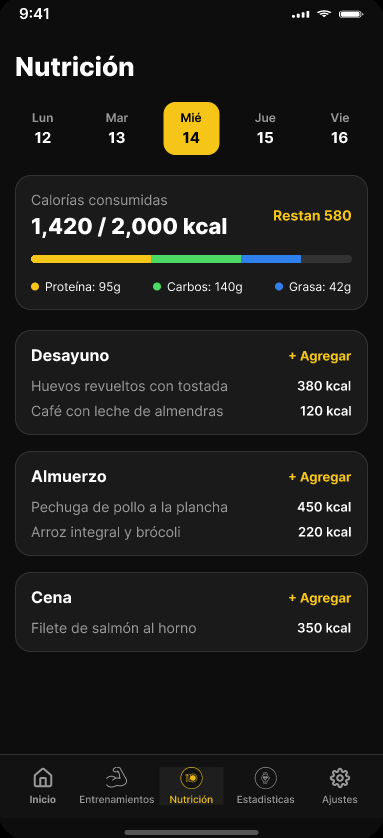 9:41
Nutrición
Lun Mar Mié Jue Vie
12 13 14 15 16
Calorías consumidas
1,420 / 2,000 kcal Restan 580
Proteína: 95g Carbos: 140g Grasa: 42g
Desayuno + Agregar
Huevos revueltos con tostada 380 kcal
Café con leche de almendras 120 kcal
Almuerzo + Agregar
Pechuga de pollo a la plancha 450 kcal
Arroz integral y brócoli 220 kcal
Cena + Agregar
Filete de salmón al horno 350 kcal
Inicio Entrenamientos Nutrición Estadisticas Ajustes